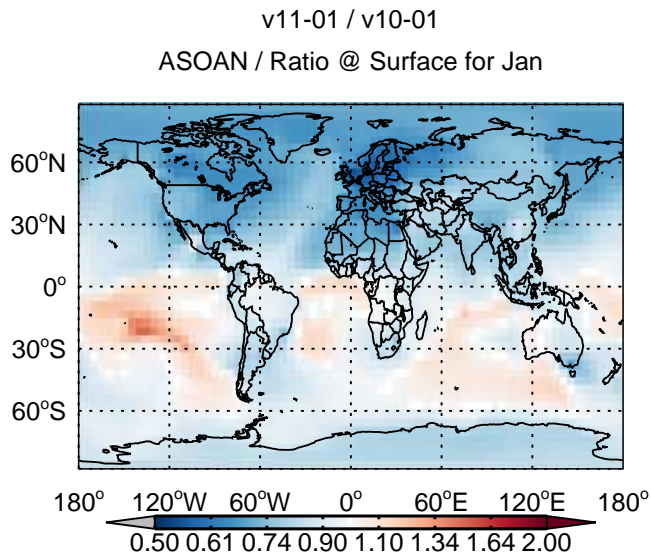 v11-01 / v10-01
ASOAN / Ratio @ Surface for Jan
60°N
30°N
0°
30°S
60°S
180° 120°W 60°W 0° 60°E 120°E 180°
0.50 0.61 0.74 0.90 1.10 1.34 1.64 2.00